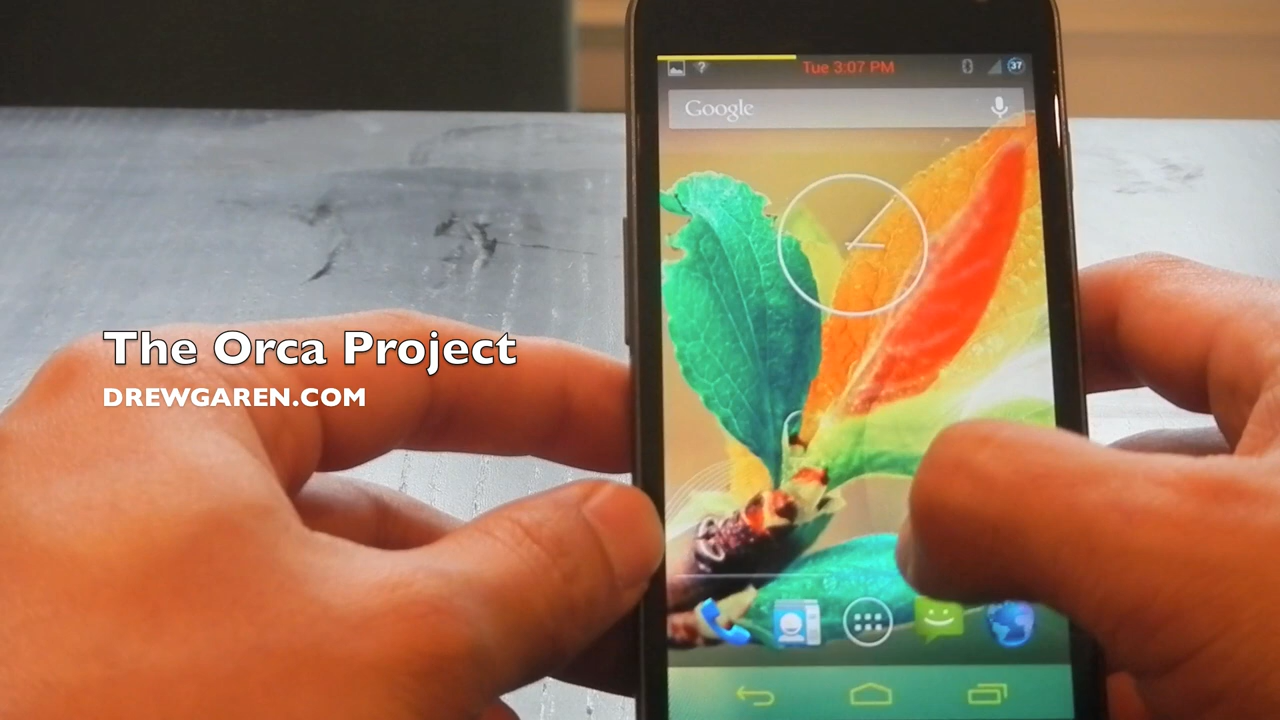 Tue 3:07 PM
37
Google
The Orca Project
DREWGAREN.COM